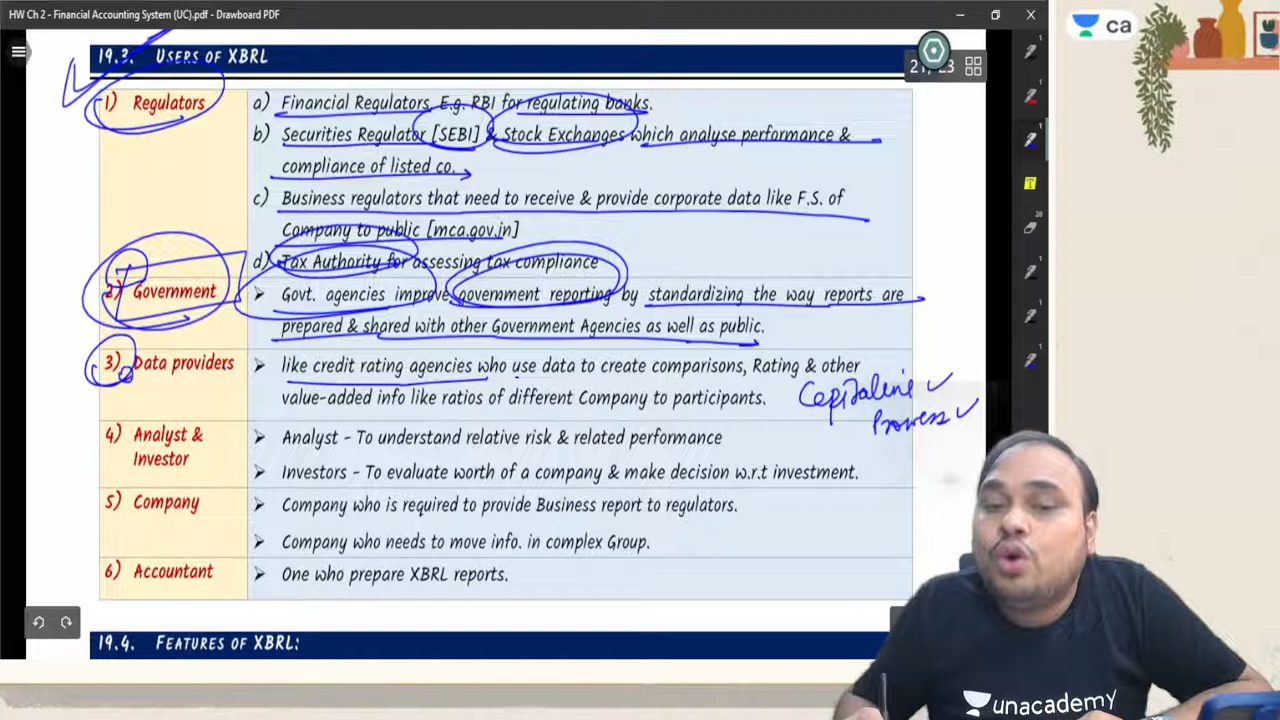 HW Ch 2 - Financial Accounting System (UC).pdf - Drawboard PDF
ca
19.3. USERS OF XBRL
21/23
1) Regulators
a) Financial Regulators, E.g. RBI for regulating banks.
b) Securities Regulator [SEBI] & Stock Exchanges which analyse performance &
compliance of listed co.
c) Business regulators that need to receive & provide corporate data like F.S. of
Company to public [mca.gov.in]
d) Tax Authority for assessing tax compliance
2) Government
➤ Govt. agencies improve government reporting by standardizing the way reports are
prepared & shared with other Government Agencies as well as public.
3) Data providers
➤ like credit rating agencies who use data to create comparisons, Rating & other
value-added info like ratios of different Company to participants.
Capitaline
Prowess
4) Analyst &
Investor
➤ Analyst - To understand relative risk & related performance
➤ Investors - To evaluate worth of a company & make decision w.r.t investment.
5) Company
➤ Company who is required to provide Business report to regulators.
➤ Company who needs to move info. in complex Group.
6) Accountant
➤ One who prepare XBRL reports.
19.4. FEATURES OF XBRL:
unacademy